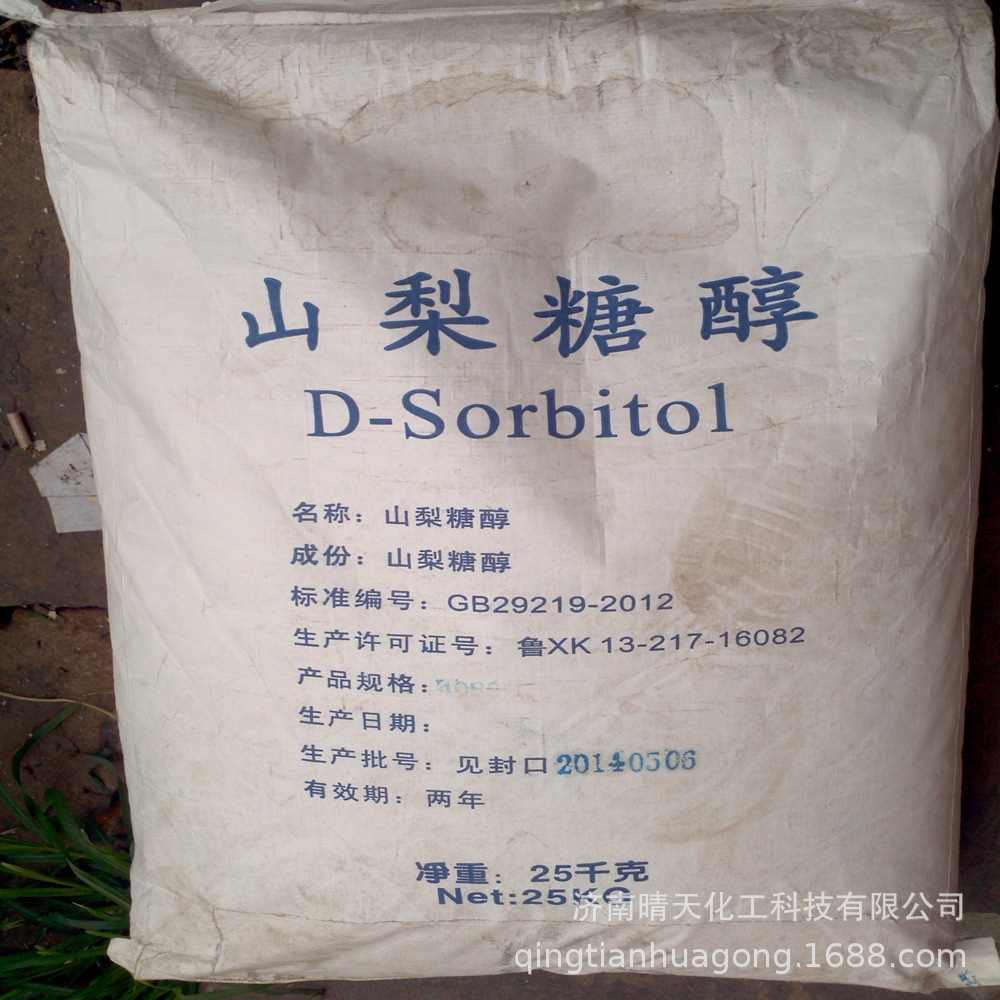 山梨糖醇
D-Sorbitol
名称：山梨糖醇
成份：山梨糖醇
标准编号：GB29219-2012
生产许可证号：鲁XK 13-217-16082
产品规格：
生产日期：
生产批号：见封口20140506
有效期：两年
凈重：25千克
Net:25KG
济南晴天化工科技有限公司
qingtianhuagong.1688.com